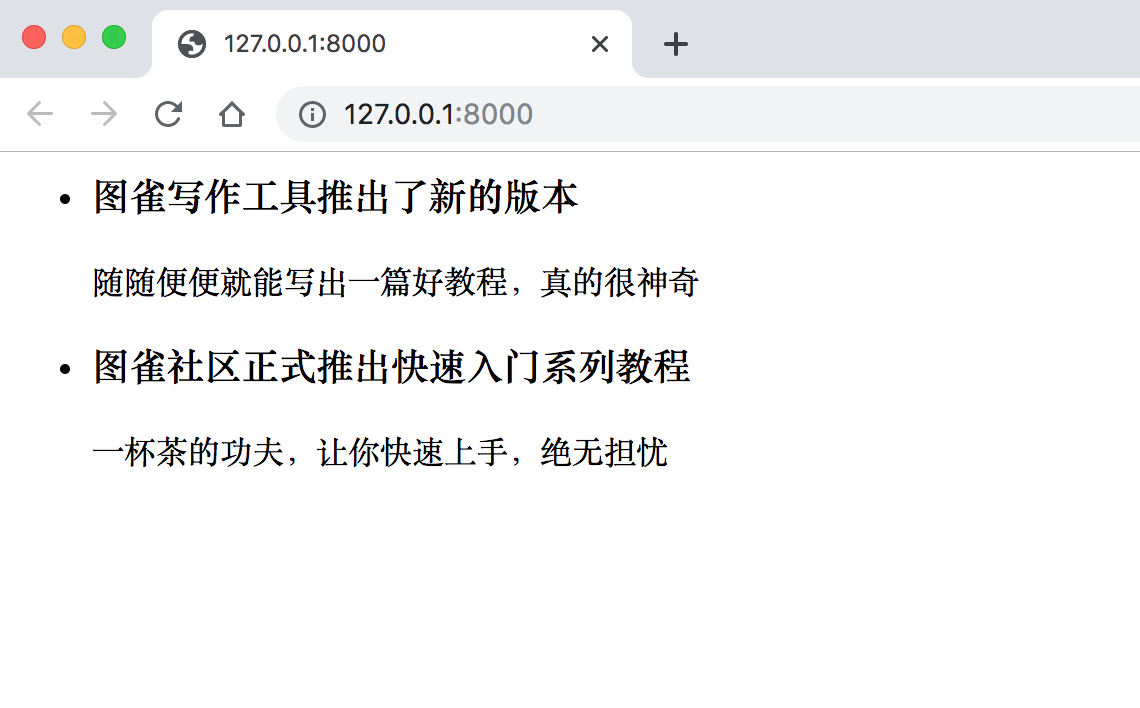 127.0.0.1:8000
127.0.0.1:8000
图雀写作工具推出了新的版本
随随便便就能写出一篇好教程，真的很神奇
图雀社区正式推出快速入门系列教程
一杯茶的功夫，让你快速上手，绝无担忧